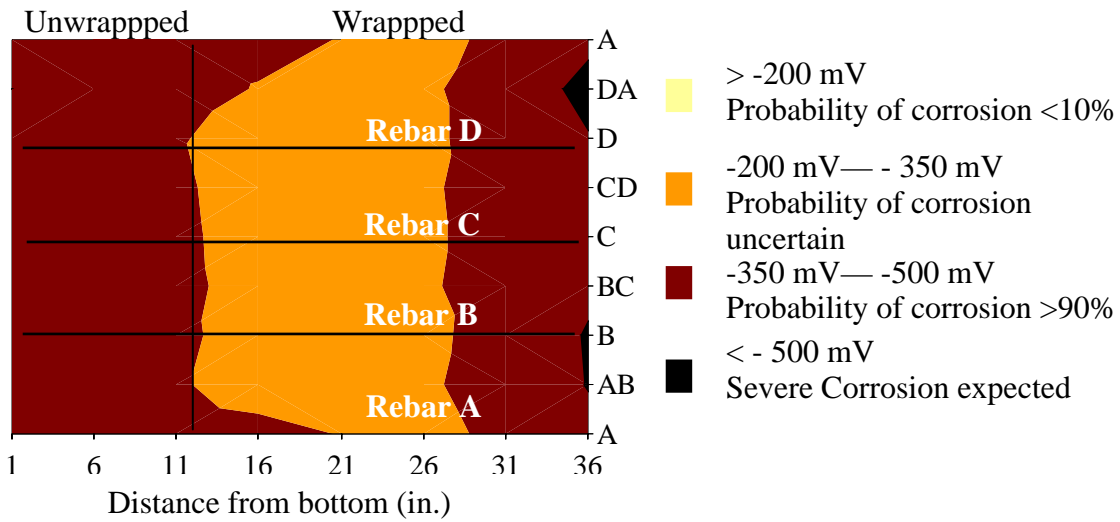 Unwrappped Wrappped
A
DA
D
CD
C
BC
B
AB
A
Rebar D
Rebar C
Rebar B
Rebar A
1 6 11 16 21 26 31 36
Distance from bottom (in.)
> -200 mV
Probability of corrosion <10%
-200 mV— - 350 mV
Probability of corrosion
uncertain
-350 mV— -500 mV
Probability of corrosion >90%
< - 500 mV
Severe Corrosion expected